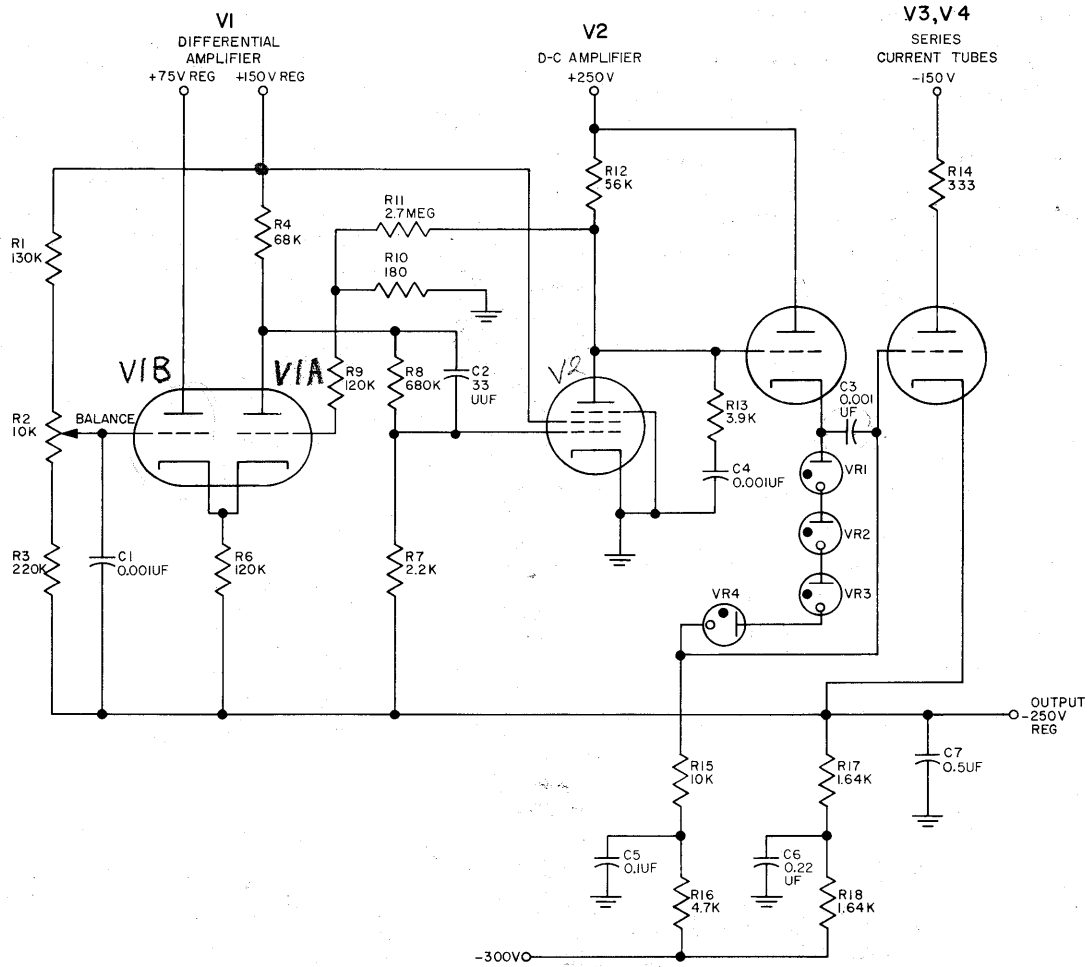 V1
DIFFERENTIAL
AMPLIFIER
+75V REG
+150V REG
V2
D-C AMPLIFIER
+250V
V3,V4
SERIES
CURRENT TUBES
-150V
R12
56K
R14
333
R11
2.7MEG
R4
68K
R1
130K
R10
180
V1B
V1A
R9
120K
R8
680K
C2
33
UUF
V2
C3
0.001
UF
R2
10K
BALANCE
R13
3.9K
C4
0.001UF
VR1
VR2
R3
220K
C1
0.001UF
R6
120K
R7
2.2K
VR4
VR3
OUTPUT
-250V
REG
R15
10K
R17
1.64K
C7
0.5UF
C5
0.1UF
C6
0.22
UF
R16
4.7K
R18
1.64K
-300V